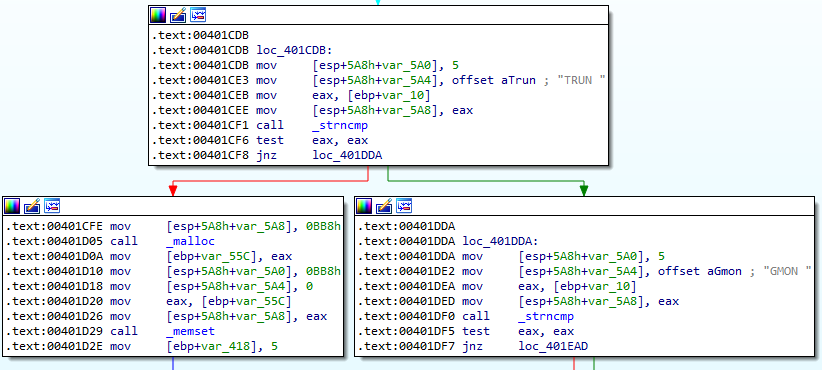 .text:00401CDB
.text:00401CDB loc_401CDB:
.text:00401CDB mov [esp+5A8h+var_5A0], 5
.text:00401CE3 mov [esp+5A8h+var_5A4], offset aTrun ; "TRUN "
.text:00401CEB mov eax, [ebp+var_10]
.text:00401CEE mov [esp+5A8h+var_5A8], eax
.text:00401CF1 call _strncmp
.text:00401CF6 test eax, eax
.text:00401CF8 jnz loc_401DDA
.text:00401CFE mov [esp+5A8h+var_5A8], 0BB8h
.text:00401D05 call _malloc
.text:00401D0A mov [ebp+var_55C], eax
.text:00401D10 mov [esp+5A8h+var_5A0], 0BB8h
.text:00401D18 mov [esp+5A8h+var_5A4], 0
.text:00401D20 mov eax, [ebp+var_55C]
.text:00401D26 mov [esp+5A8h+var_5A8], eax
.text:00401D29 call _memset
.text:00401D2E mov [ebp+var_418], 5
.text:00401DDA
.text:00401DDA loc_401DDA:
.text:00401DDA mov [esp+5A8h+var_5A0], 5
.text:00401DE2 mov [esp+5A8h+var_5A4], offset aGmon ; "GMON "
.text:00401DEA mov eax, [ebp+var_10]
.text:00401DED mov [esp+5A8h+var_5A8], eax
.text:00401DF0 call _strncmp
.text:00401DF5 test eax, eax
.text:00401DF7 jnz loc_401EAD